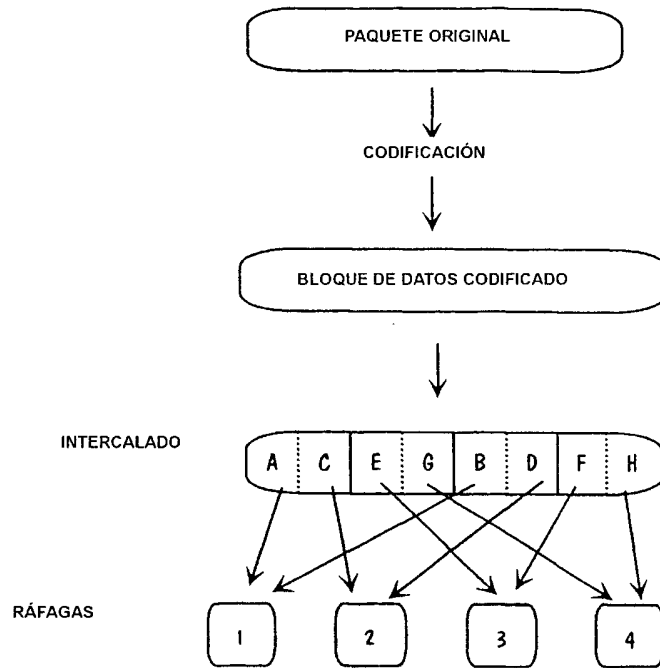 PAQUETE ORIGINAL
CODIFICACIÓN
BLOQUE DE DATOS CODIFICADO
INTERCALADO
A C E G B D F H
RÁFAGAS
1 2 3 4